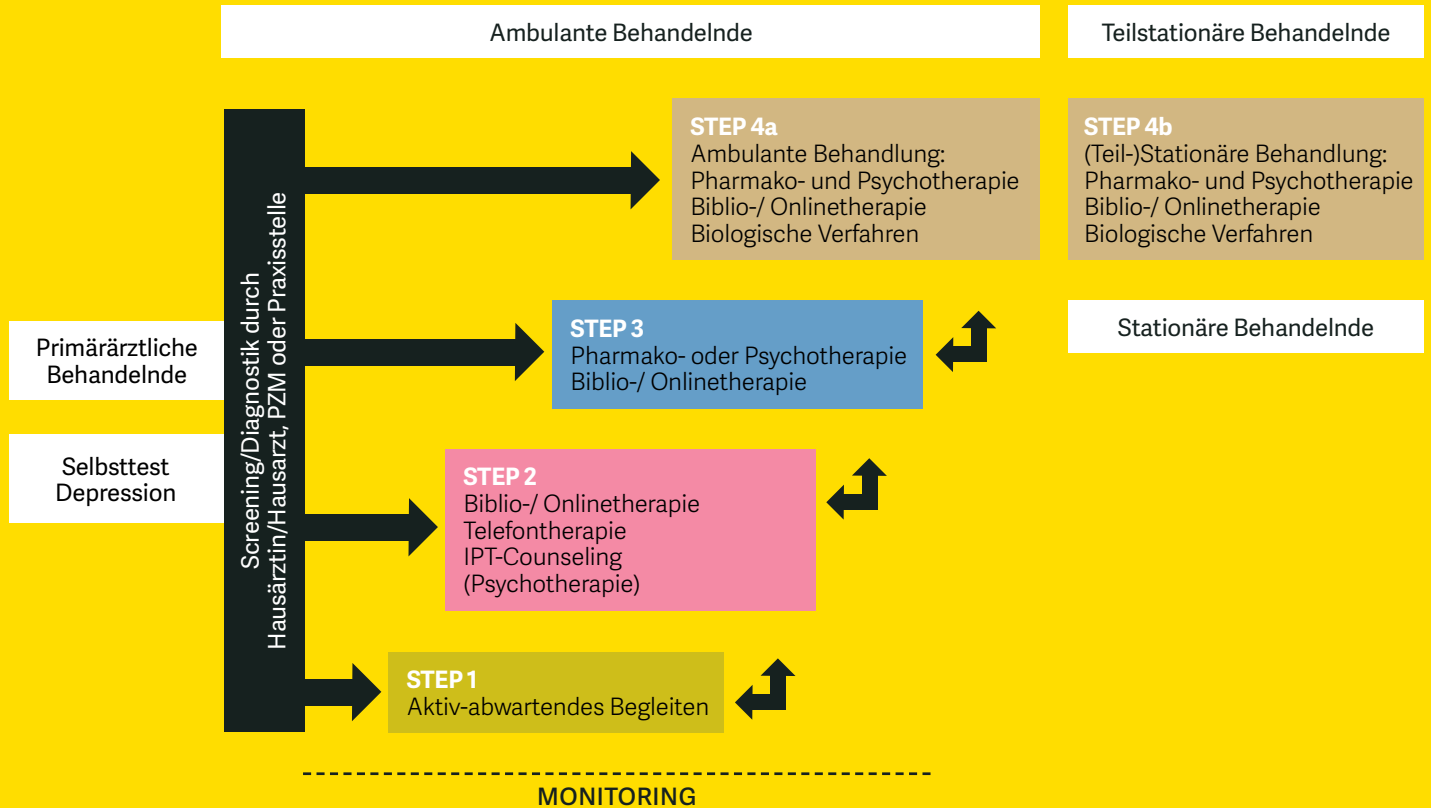 Ambulante Behandelnde
Teilstationäre Behandelnde
STEP 4a
Ambulante Behandlung:
Pharmako- und Psychotherapie
Biblio-/ Onlinetherapie
Biologische Verfahren
STEP 4b
(Teil-)Stationäre Behandlung:
Pharmako- und Psychotherapie
Biblio-/ Onlinetherapie
Biologische Verfahren
Stationäre Behandelnde
Primärärztliche
Behandelnde
Selbsttest
Depression
Screening/Diagnostik durch
Hausärztin/Hausarzt, PZM oder Praxisstelle
STEP 3
Pharmako- oder Psychotherapie
Biblio-/ Onlinetherapie
STEP 2
Biblio-/ Onlinetherapie
Telefontherapie
IPT-Counseling
(Psychotherapie)
STEP 1
Aktiv-abwartendes Begleiten
MONITORING